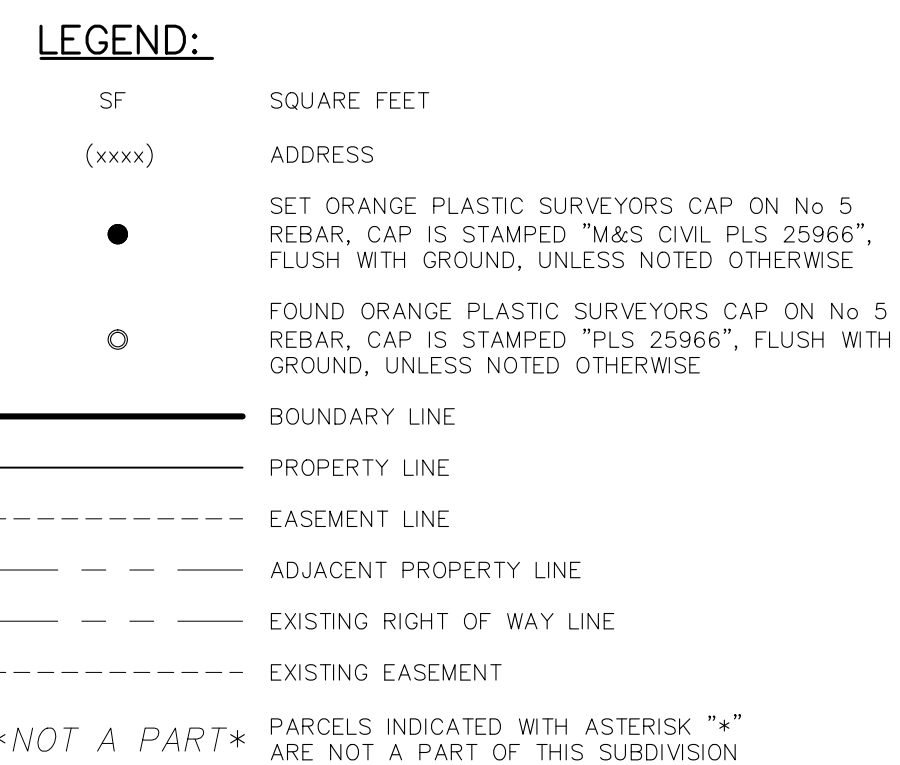 LEGEND:
SF SQUARE FEET
(xxxx) ADDRESS
SET ORANGE PLASTIC SURVEYORS CAP ON No 5
REBAR, CAP IS STAMPED "M&S CIVIL PLS 25966",
FLUSH WITH GROUND, UNLESS NOTED OTHERWISE
FOUND ORANGE PLASTIC SURVEYORS CAP ON No 5
REBAR, CAP IS STAMPED "PLS 25966", FLUSH WITH
GROUND, UNLESS NOTED OTHERWISE
BOUNDARY LINE
PROPERTY LINE
EASEMENT LINE
ADJACENT PROPERTY LINE
EXISTING RIGHT OF WAY LINE
EXISTING EASEMENT
*NOT A PART* PARCELS INDICATED WITH ASTERISK "*"
ARE NOT A PART OF THIS SUBDIVISION